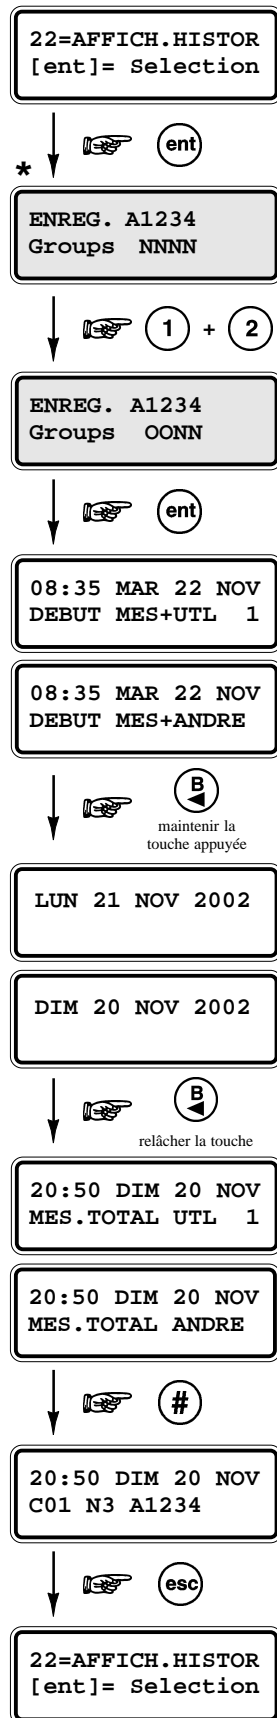 22=AFFICH.HISTOR
[ent]= Selection
ent
*
ENREG. A1234
Groups NNNN
1 + 2
ENREG. A1234
Groups OONN
ent
08:35 MAR 22 NOV
DEBUT MES+UTL 1
08:35 MAR 22 NOV
DEBUT MES+ANDRE
B
maintenir la
touche appuyée
LUN 21 NOV 2002
DIM 20 NOV 2002
B
relâcher la touche
20:50 DIM 20 NOV
MES.TOTAL UTL 1
20:50 DIM 20 NOV
MES.TOTAL ANDRE
#
20:50 DIM 20 NOV
C01 N3 A1234
esc
22=AFFICH.HISTOR
[ent]= Selection